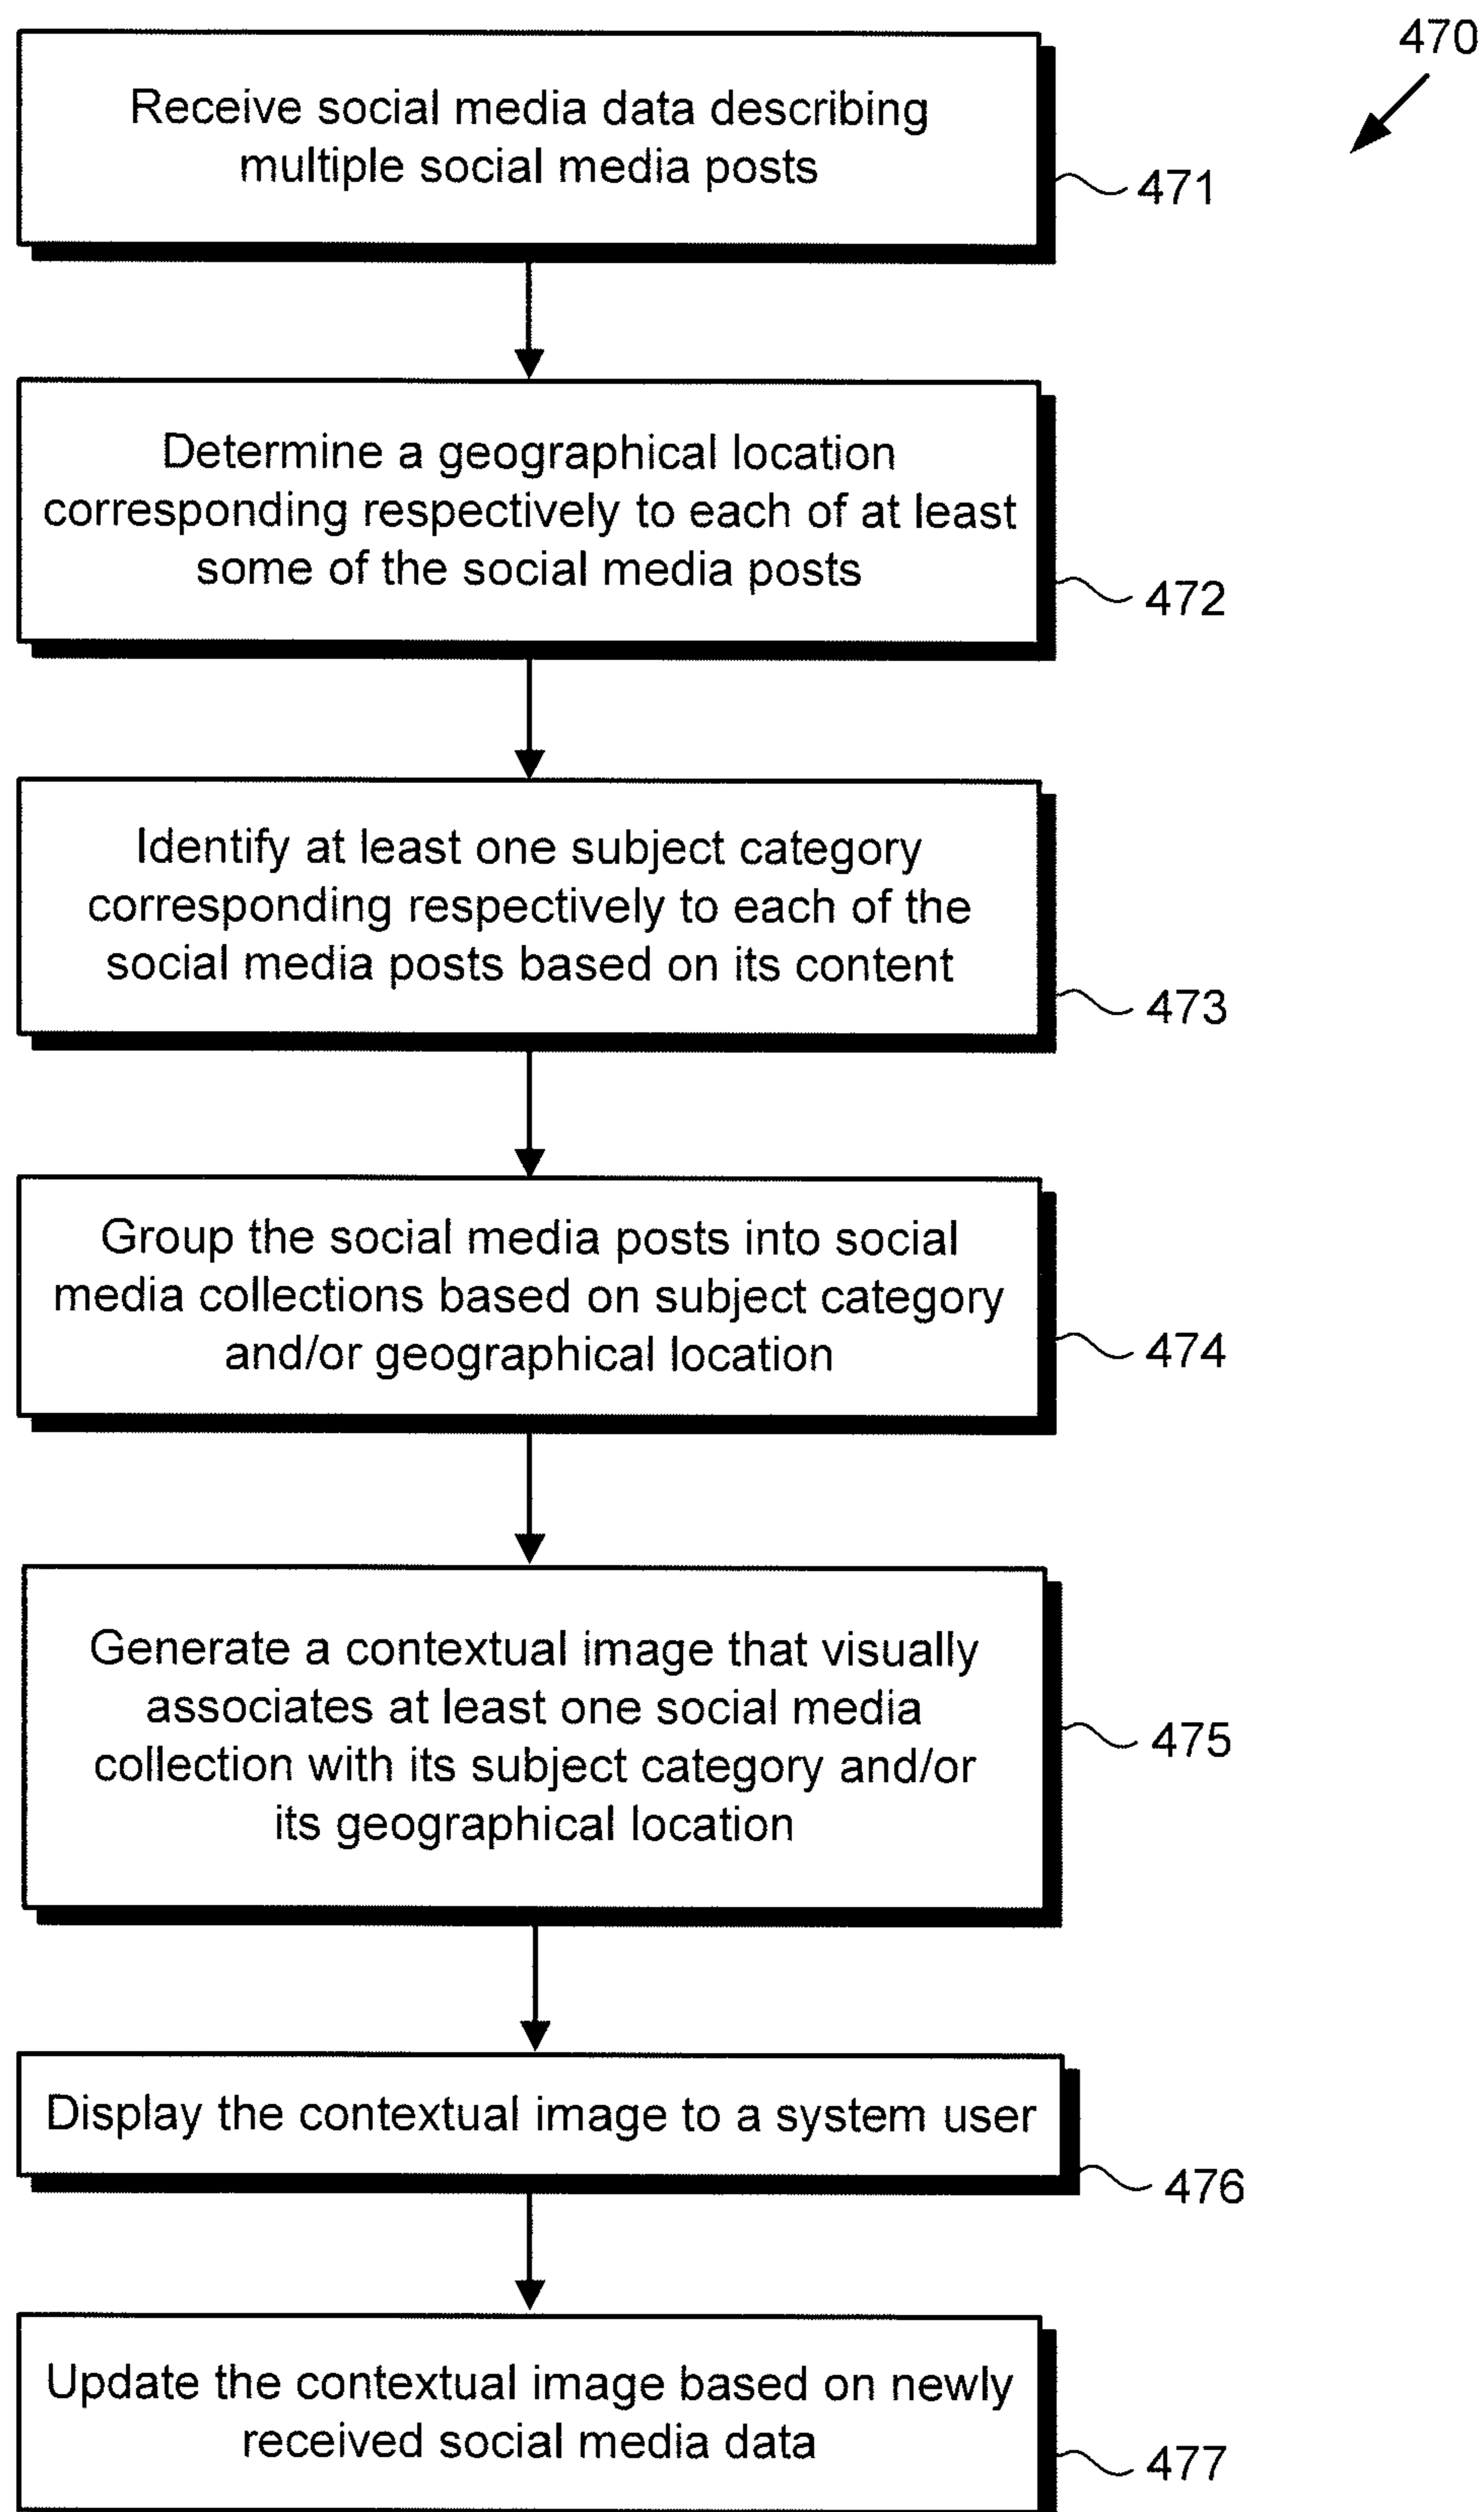 470
Receive social media data describing
multiple social media posts
471
Determine a geographical location
corresponding respectively to each of at least
some of the social media posts
472
Identify at least one subject category
corresponding respectively to each of the
social media posts based on its content
473
Group the social media posts into social
media collections based on subject category
and/or geographical location
474
Generate a contextual image that visually
associates at least one social media
collection with its subject category and/or
its geographical location
475
Display the contextual image to a system user
476
Update the contextual image based on newly
received social media data
477